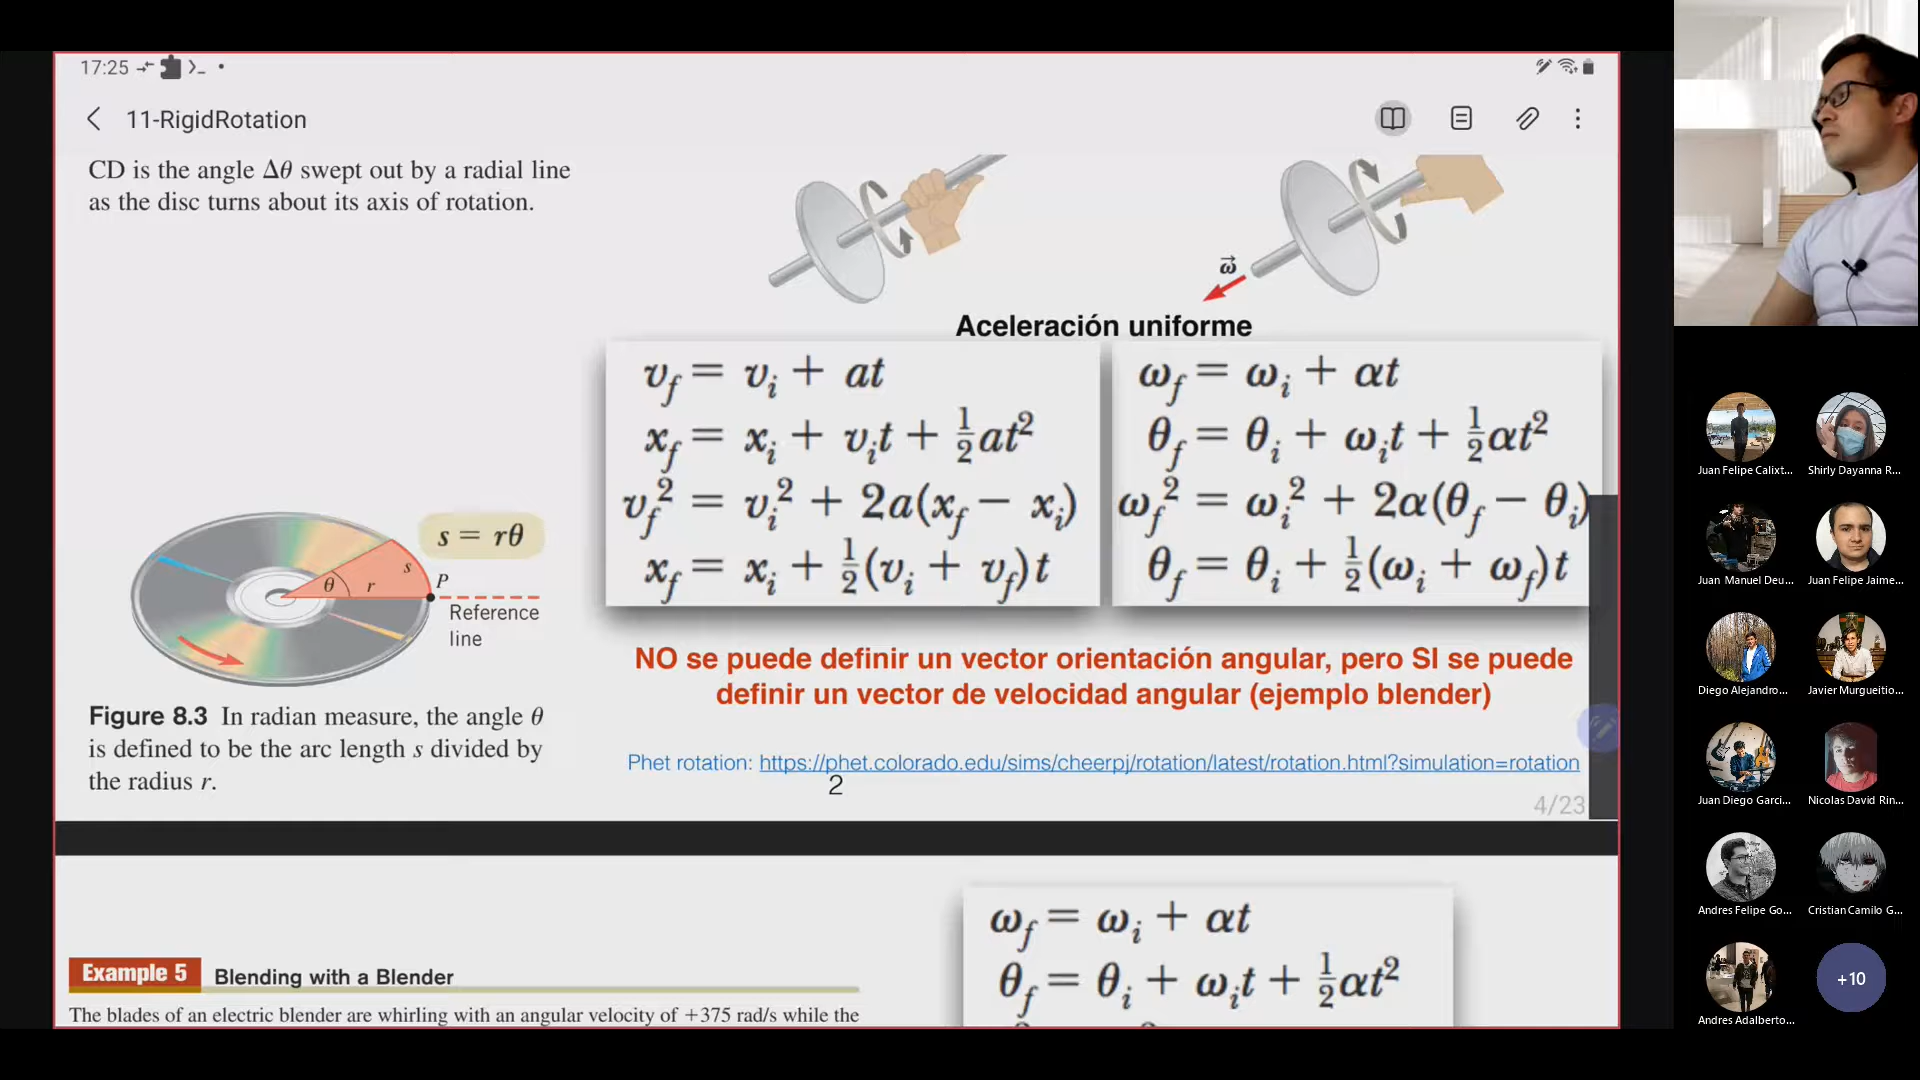 17:25
11-RigidRotation
CD is the angle Δθ swept out by a radial line
as the disc turns about its axis of rotation.
ω⃗
Aceleración uniforme
v_f = v_i + at
x_f = x_i + v_i t + ½at²
v_f² = v_i² + 2a(x_f − x_i)
x_f = x_i + ½(v_i + v_f)t
ω_f = ω_i + αt
θ_f = θ_i + ω_i t + ½αt²
ω_f² = ω_i² + 2α(θ_f − θ_i)
θ_f = θ_i + ½(ω_i + ω_f)t
s = rθ
θ r s P
Reference
line
Figure 8.3 In radian measure, the angle θ
is defined to be the arc length s divided by
the radius r.
NO se puede definir un vector orientación angular, pero SI se puede
definir un vector de velocidad angular (ejemplo blender)
Phet rotation: https://phet.colorado.edu/sims/cheerpj/rotation/latest/rotation.html?simulation=rotation
2
4/23
Example 5 Blending with a Blender
The blades of an electric blender are whirling with an angular velocity of +375 rad/s while the
ω_f = ω_i + αt
θ_f = θ_i + ω_i t + ½αt²
Juan Felipe Calixt...
Shirly Dayanna R...
Juan Manuel Deu...
Juan Felipe Jaime...
Diego Alejandro...
Javier Murgueitio...
Juan Diego Garci...
Nicolas David Rin...
Andres Felipe Go...
Cristian Camilo G...
Andres Adalberto...
+10